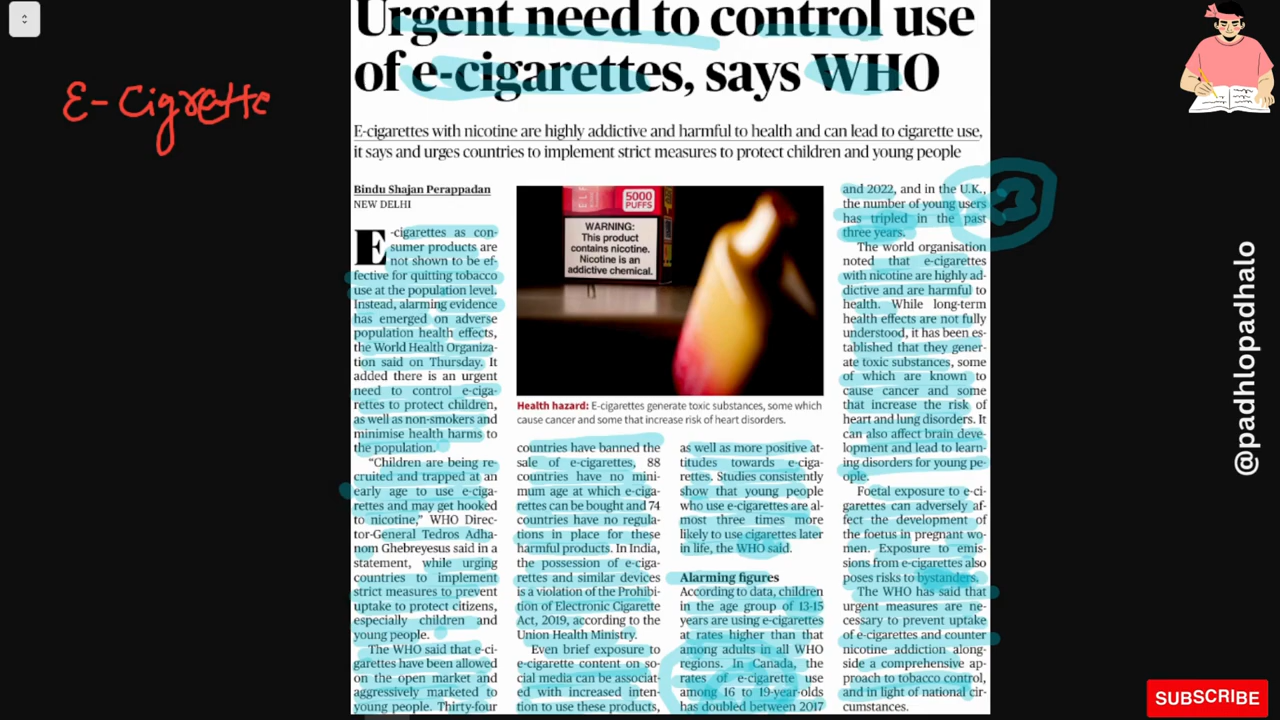 Urgent need to control use
of e-cigarettes, says WHO
E-Cigrette
E-cigarettes with nicotine are highly addictive and harmful to health and can lead to cigarette use,
it says and urges countries to implement strict measures to protect children and young people
Bindu Shajan Perappadan
NEW DELHI
E-cigarettes as con-
sumer products are
not shown to be ef-
fective for quitting tobacco
use at the population level.
Instead, alarming evidence
has emerged on adverse
population health effects,
the World Health Organiza-
tion said on Thursday. It
added there is an urgent
need to control e-ciga-
rettes to protect children,
as well as non-smokers and
minimise health harms to
the population.
“Children are being re-
cruited and trapped at an
early age to use e-ciga-
rettes and may get hooked
to nicotine,” WHO Direc-
tor-General Tedros Adha-
nom Ghebreyesus said in a
statement, while urging
countries to implement
strict measures to prevent
uptake to protect citizens,
especially children and
young people.
The WHO said that e-ci-
garettes have been allowed
on the open market and
aggressively marketed to
young people. Thirty-four
5000
PUFFS
WARNING:
This product
contains nicotine.
Nicotine is an
addictive chemical.
Health hazard: E-cigarettes generate toxic substances, some which
cause cancer and some that increase risk of heart disorders.
countries have banned the
sale of e-cigarettes, 88
countries have no mini-
mum age at which e-ciga-
rettes can be bought and 74
countries have no regula-
tions in place for these
harmful products. In India,
the possession of e-ciga-
rettes and similar devices
is a violation of the Prohibi-
tion of Electronic Cigarette
Act, 2019, according to the
Union Health Ministry.
Even brief exposure to
e-cigarette content on so-
cial media can be associat-
ed with increased inten-
tion to use these products,
as well as more positive at-
titudes towards e-ciga-
rettes. Studies consistently
show that young people
who use e-cigarettes are al-
most three times more
likely to use cigarettes later
in life, the WHO said.
Alarming figures
According to data, children
in the age group of 13-15
years are using e-cigarettes
at rates higher than that
among adults in all WHO
regions. In Canada, the
rates of e-cigarette use
among 16 to 19-year-olds
has doubled between 2017
and 2022, and in the U.K.,
the number of young users
has tripled in the past
three years.
The world organisation
noted that e-cigarettes
with nicotine are highly ad-
dictive and are harmful to
health. While long-term
health effects are not fully
understood, it has been es-
tablished that they gener-
ate toxic substances, some
of which are known to
cause cancer and some
that increase the risk of
heart and lung disorders. It
can also affect brain deve-
lopment and lead to learn-
ing disorders for young pe-
ople.
Foetal exposure to e-ci-
garettes can adversely af-
fect the development of
the foetus in pregnant wo-
men. Exposure to emis-
sions from e-cigarettes also
poses risks to bystanders.
The WHO has said that
urgent measures are ne-
cessary to prevent uptake
of e-cigarettes and counter
nicotine addiction along-
side a comprehensive ap-
proach to tobacco control,
and in light of national cir-
cumstances.
@padhlopadhalo
SUBSCRIBE